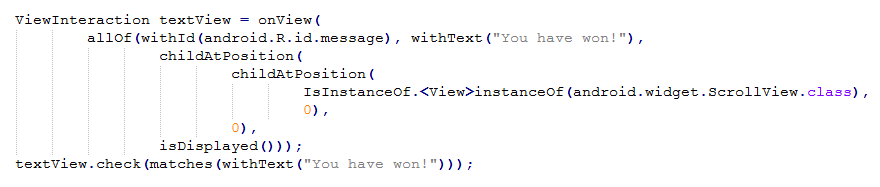 ViewInteraction textView = onView(
allOf(withId(android.R.id.message), withText("You have won!"),
childAtPosition(
childAtPosition(
IsInstanceOf.<View>instanceOf(android.widget.ScrollView.class),
0),
0),
isDisplayed()));
textView.check(matches(withText("You have won!")));